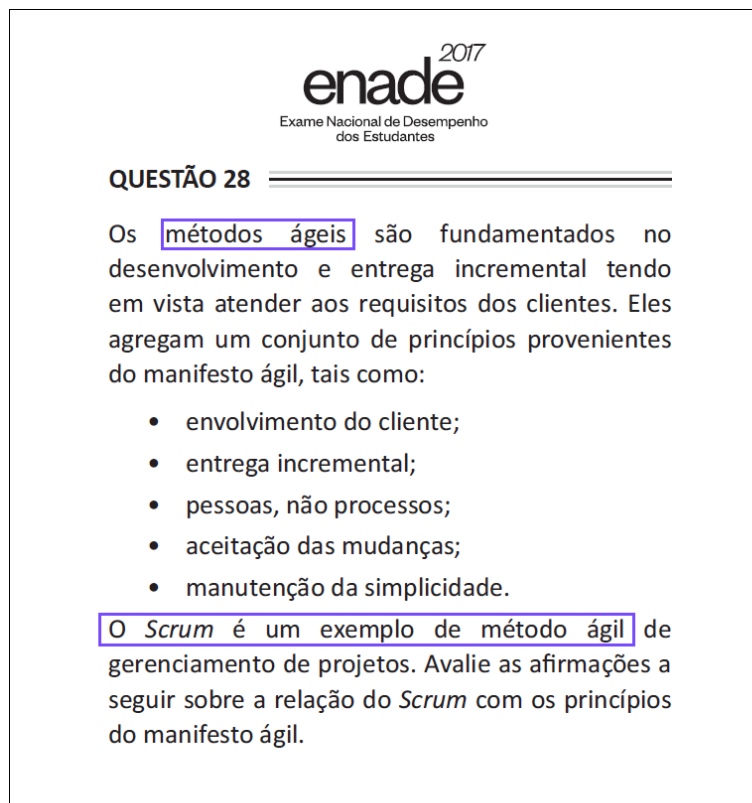 2017
enade
Exame Nacional de Desempenho
dos Estudantes
QUESTÃO 28
Os métodos ágeis são fundamentados no
desenvolvimento e entrega incremental tendo
em vista atender aos requisitos dos clientes. Eles
agregam um conjunto de princípios provenientes
do manifesto ágil, tais como:
• envolvimento do cliente;
• entrega incremental;
• pessoas, não processos;
• aceitação das mudanças;
• manutenção da simplicidade.
O Scrum é um exemplo de método ágil de
gerenciamento de projetos. Avalie as afirmações a
seguir sobre a relação do Scrum com os princípios
do manifesto ágil.